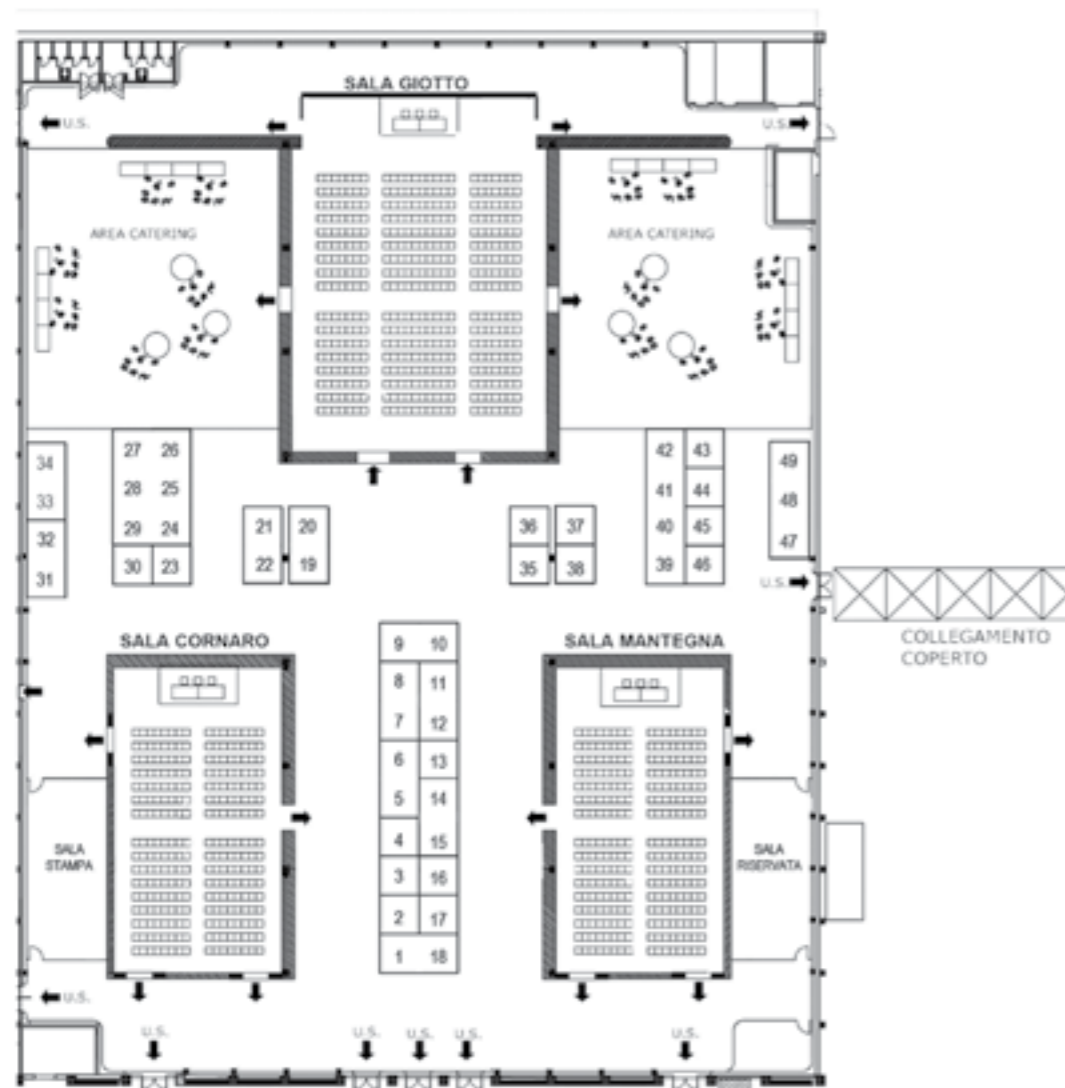 SALA GIOTTO
U.S.
U.S.
AREA CATERING
AREA CATERING
27 26
28 25
29 24
30 23
34
33
32
31
21 20
22 19
36 37
35 38
42 43
41 44
40 45
39 46
49
48
47
U.S.
COLLEGAMENTO
COPERTO
SALA CORNARO
SALA MANTEGNA
9 10
8 11
7 12
6 13
5 14
4 15
3 16
2 17
1 18
SALA
STAMPA
SALA
RISERVATA
U.S.
U.S.
U.S.
U.S.
U.S.
U.S.